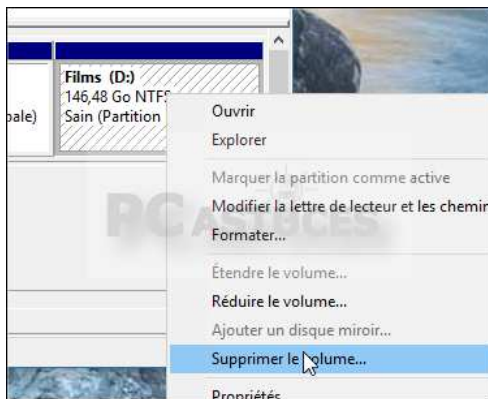 Films (D:)
146,48 Go NTFS
pale)
Sain (Partition
Ouvrir
Explorer
Marquer la partition comme active
Modifier la lettre de lecteur et les chemin
Formater...
Étendre le volume...
Réduire le volume...
Ajouter un disque miroir...
Supprimer le volume...
Propriétés
PC ASTUCES